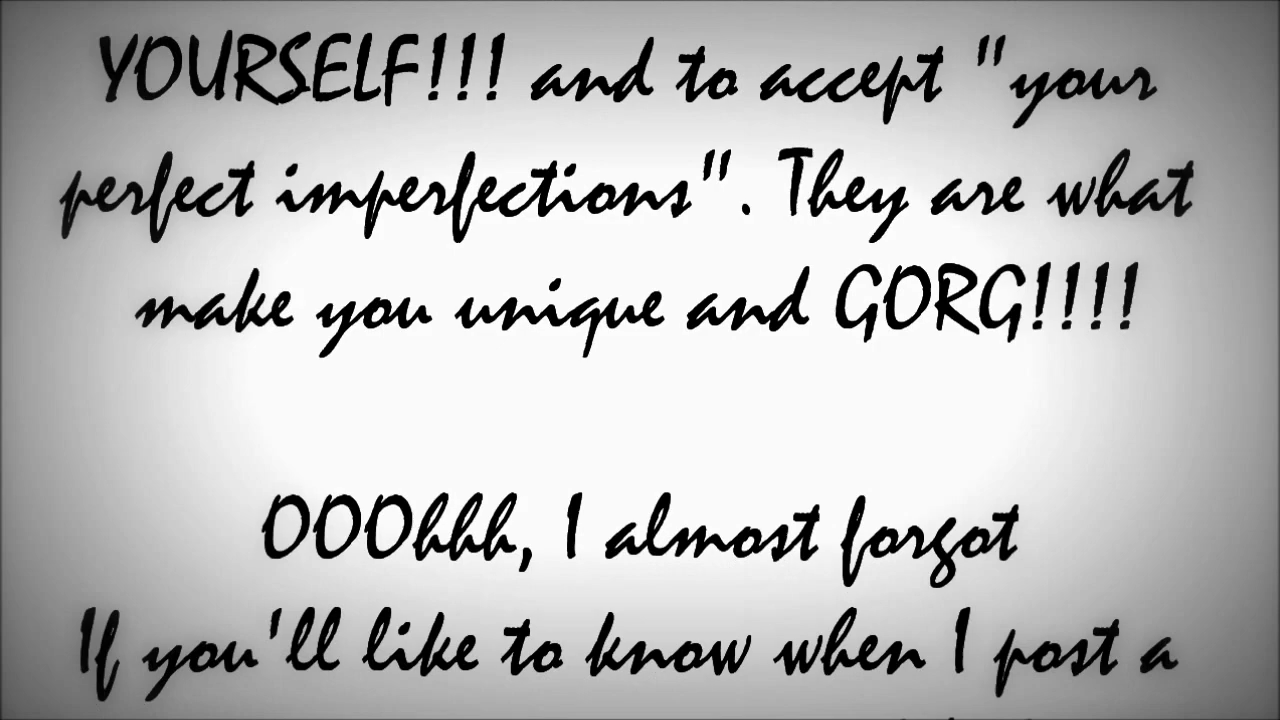 YOURSELF!!! and to accept "your
perfect imperfections". They are what
make you unique and GORG!!!!
OOOhhh, I almost forgot
If you'll like to know when I post a